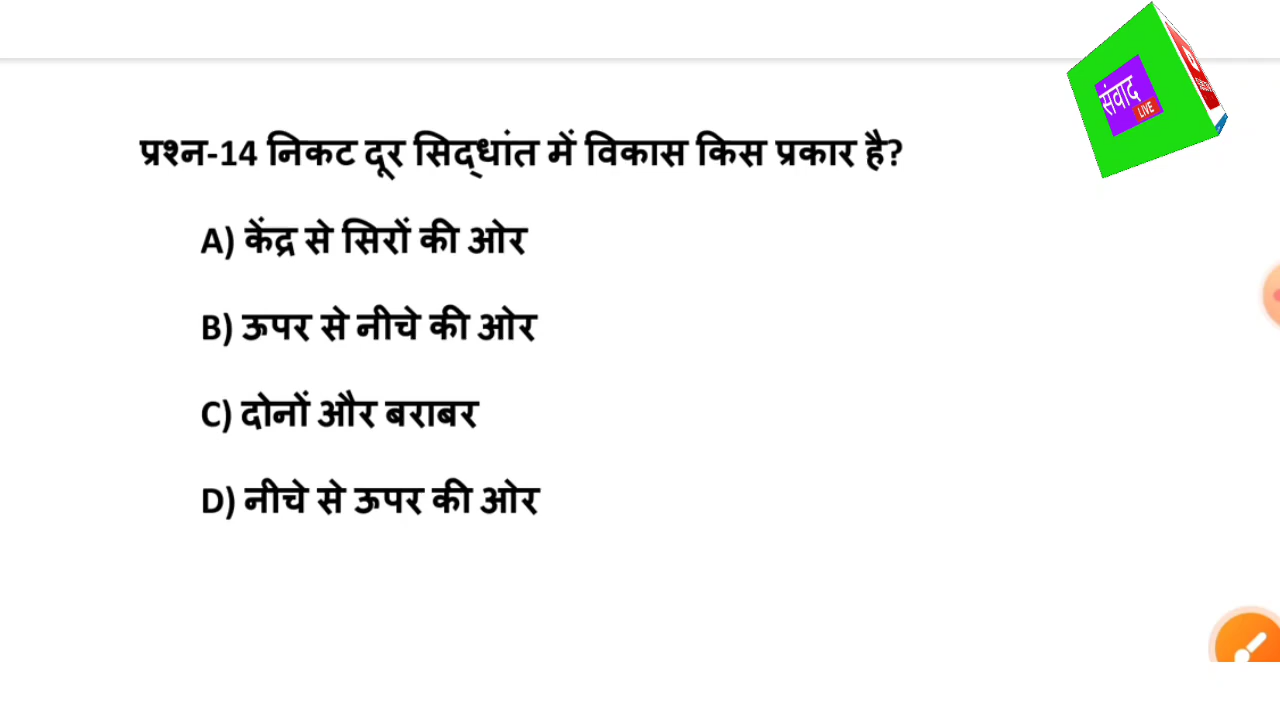 संवाद
LIVE
प्रश्न-14 निकट दूर सिद्धांत में विकास किस प्रकार है?
A) केंद्र से सिरों की ओर
B) ऊपर से नीचे की ओर
C) दोनों और बराबर
D) नीचे से ऊपर की ओर